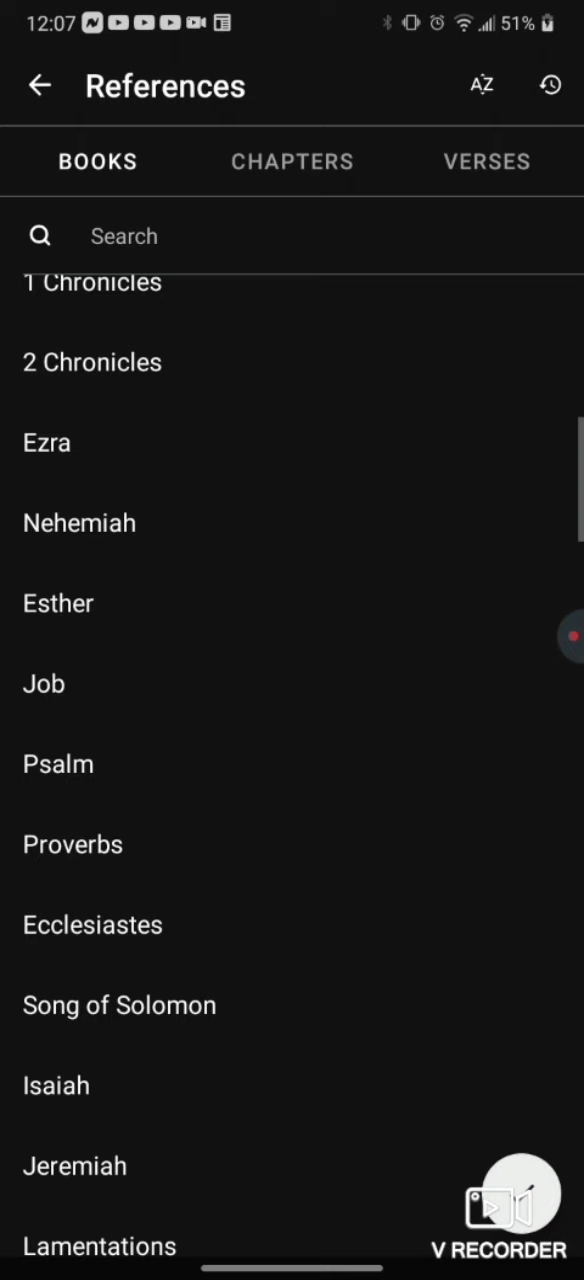 12:07 51%
References AZ
BOOKS CHAPTERS VERSES
Search
1 Chronicles
2 Chronicles
Ezra
Nehemiah
Esther
Job
Psalm
Proverbs
Ecclesiastes
Song of Solomon
Isaiah
Jeremiah
Lamentations
V RECORDER